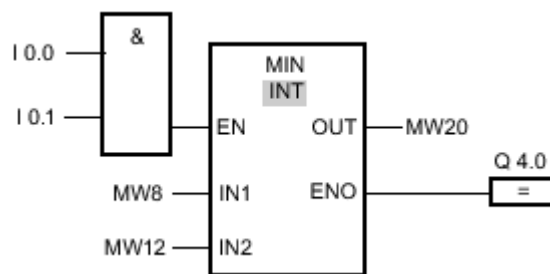 I 0.0
&
I 0.1
MIN
INT
EN
OUT
MW20
Q 4.0
=
MW8
IN1
ENO
MW12
IN2